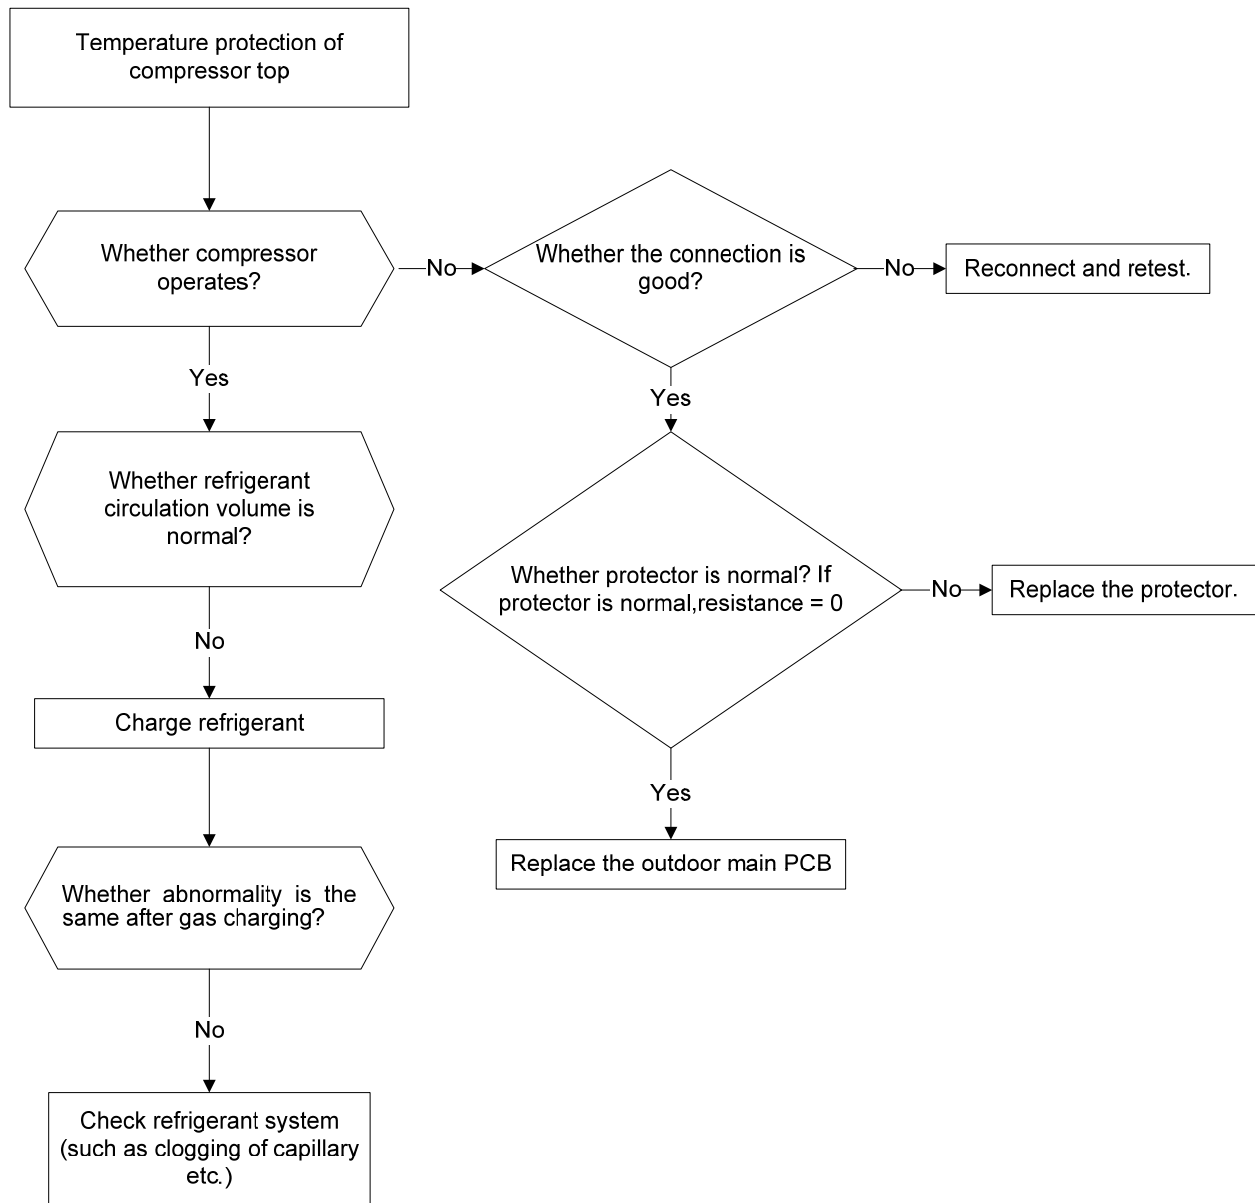 Temperature protection of
compressor top
Whether compressor
operates?
No
Whether the connection is
good?
No
Reconnect and retest.
Yes
Yes
Whether refrigerant
circulation volume is
normal?
Whether protector is normal? If
protector is normal,resistance = 0
No
Replace the protector.
No
Charge refrigerant
Yes
Replace the outdoor main PCB
Whether abnormality is the
same after gas charging?
No
Check refrigerant system
(such as clogging of capillary
etc.)